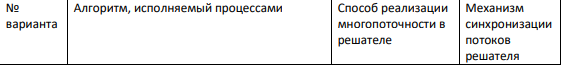 № варианта
Алгоритм, исполняемый процессами
Способ реализации многопоточности в решателе
Механизм синхронизации потоков решателя